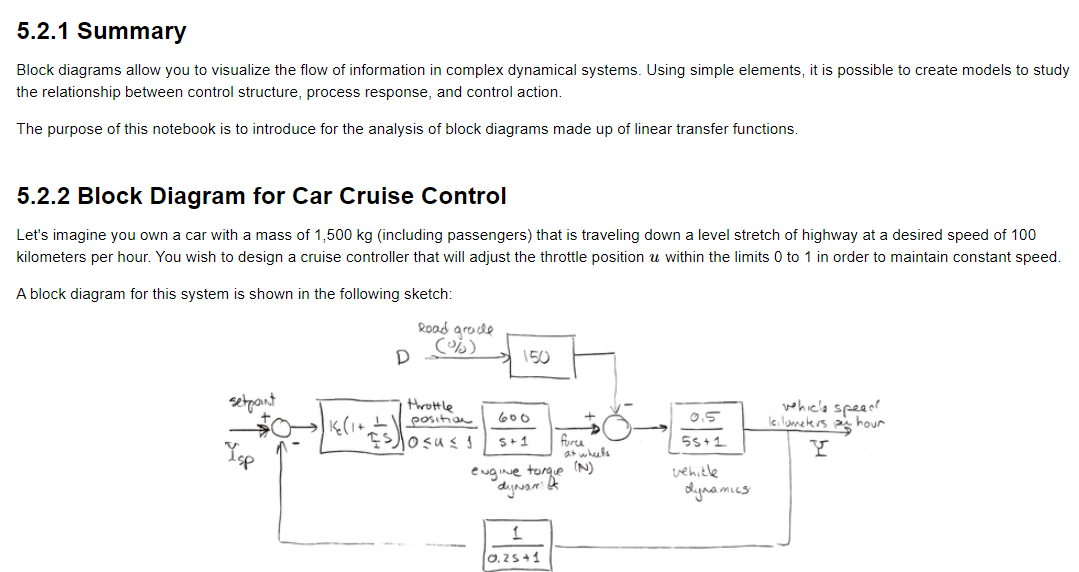 5.2.1 Summary
Block diagrams allow you to visualize the flow of information in complex dynamical systems. Using simple elements, it is possible to create models to study
the relationship between control structure, process response, and control action.
The purpose of this notebook is to introduce for the analysis of block diagrams made up of linear transfer functions.
5.2.2 Block Diagram for Car Cruise Control
Let's imagine you own a car with a mass of 1,500 kg (including passengers) that is traveling down a level stretch of highway at a desired speed of 100
kilometers per hour. You wish to design a cruise controller that will adjust the throttle position u within the limits 0 to 1 in order to maintain constant speed.
A block diagram for this system is shown in the following sketch:
Road grade
(%)
D
150
setpoint
+
Ysp
-
Kc(1+ 1/τIs)
throttle
position
0≤u≤1
600
s+1
engine torque
dynamics
+
-
force
at wheels
(N)
0.5
5s+1
vehicle
dynamics
vehicle speed
kilometers per hour
Y
1
0.2s+1